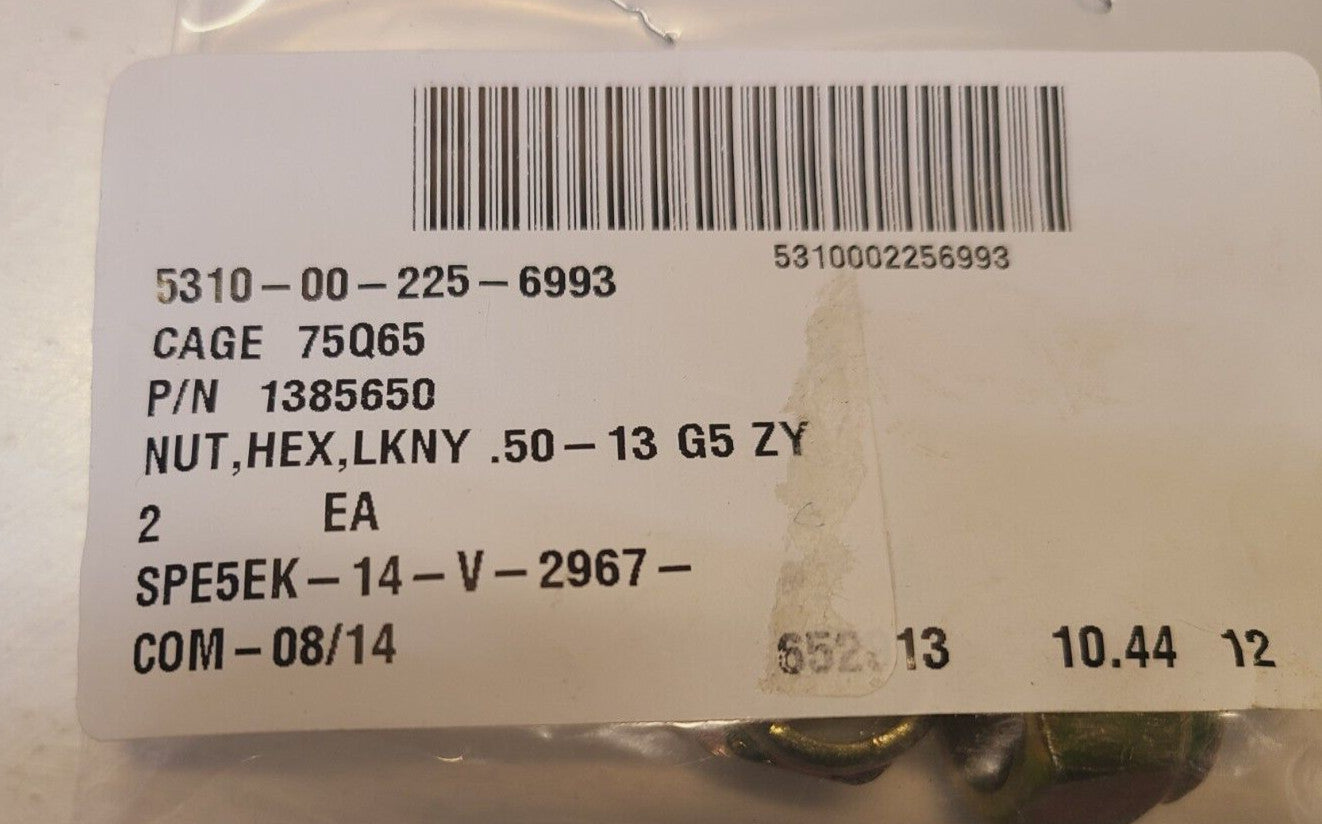 5310002256993
5310-00-225-6993
CAGE 75Q65
P/N 1385650
NUT,HEX,LKNY .50-13 G5 ZY
2 EA
SPE5EK-14-V-2967-
COM-08/14 13 10.44 12